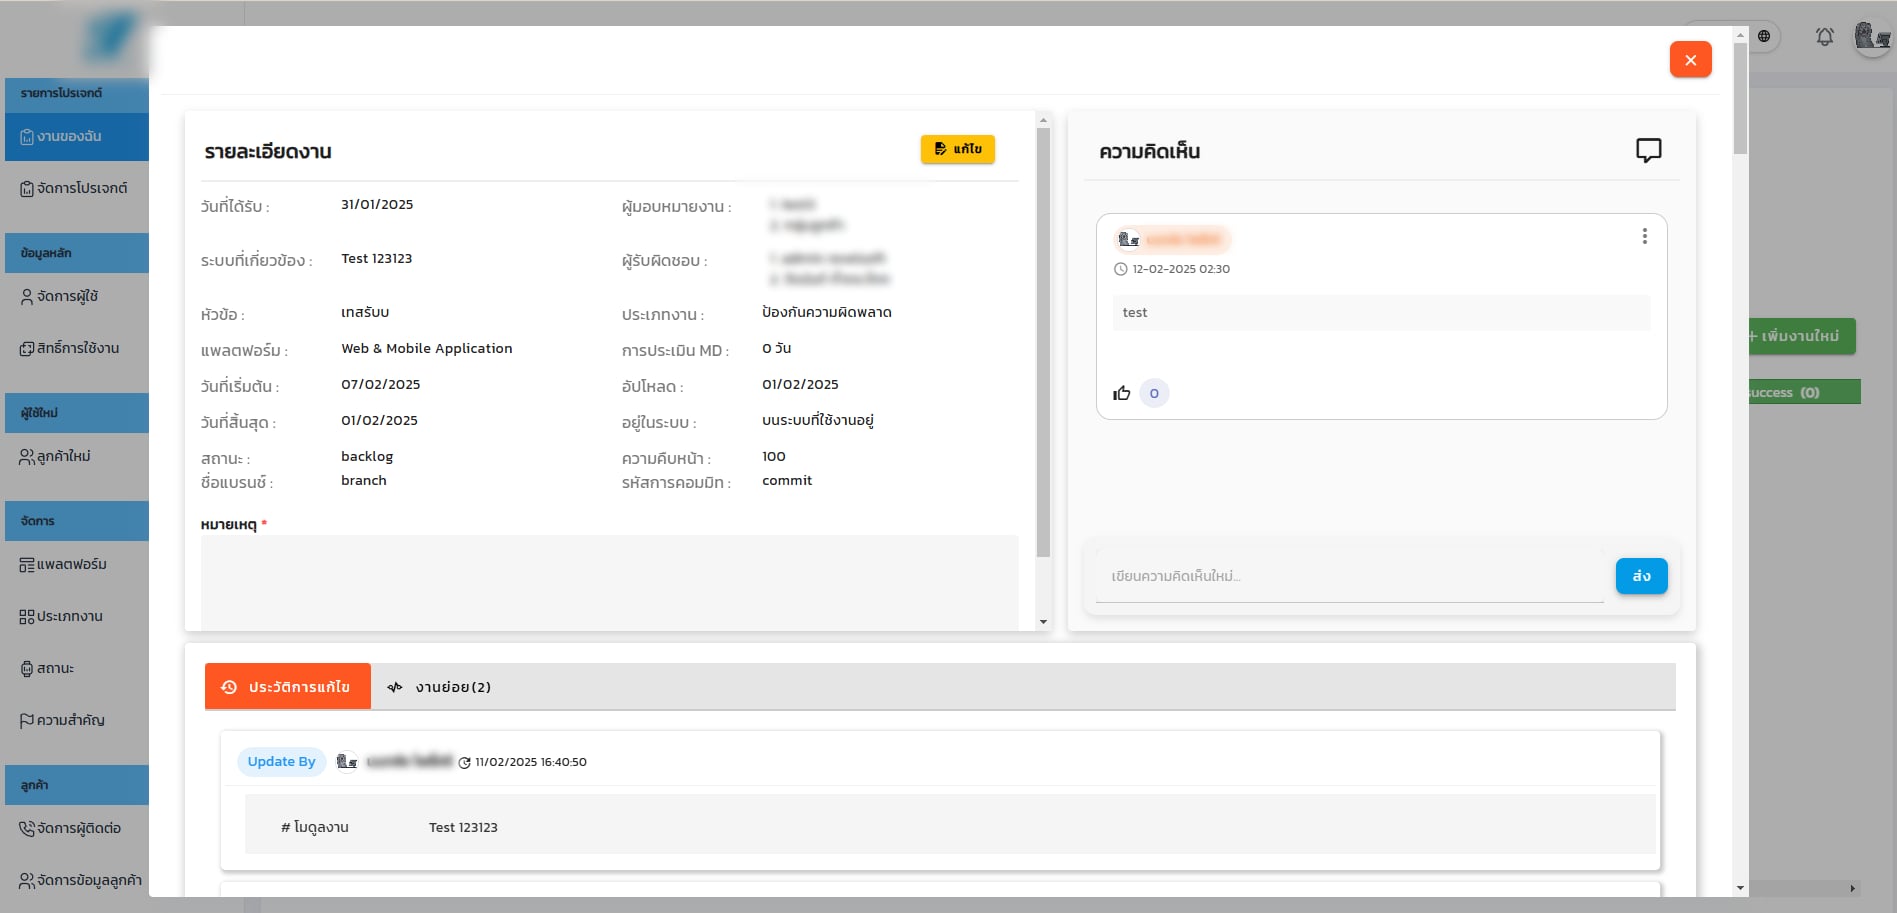 รายการโปรเจกต์
งานของฉัน
จัดการโปรเจกต์
ข้อมูลหลัก
จัดการผู้ใช้
สิทธิ์การใช้งาน
ผู้ใช้ใหม่
ลูกค้าใหม่
จัดการ
แพลตฟอร์ม
ประเภทงาน
สถานะ
ความสำคัญ
ลูกค้า
จัดการผู้ติดต่อ
จัดการข้อมูลลูกค้า
รายละเอียดงาน
แก้ไข
วันที่ได้รับ : 31/01/2025 ผู้มอบหมายงาน :
ระบบที่เกี่ยวข้อง : Test 123123 ผู้รับผิดชอบ :
หัวข้อ : เทสรับบ ประเภทงาน : ป้องกันความผิดพลาด
แพลตฟอร์ม : Web & Mobile Application การประเมิน MD : 0 วัน
วันที่เริ่มต้น : 07/02/2025 อัปโหลด : 01/02/2025
วันที่สิ้นสุด : 01/02/2025 อยู่ในระบบ : บนระบบที่ใช้งานอยู่
สถานะ : backlog ความคืบหน้า : 100
ชื่อแบรนช์ : branch รหัสการคอมมิท : commit
หมายเหตุ *
ความคิดเห็น
12-02-2025 02:30
test
0
เขียนความคิดเห็นใหม่...
ส่ง
+ เพิ่มงานใหม่
success (0)
ประวัติการแก้ไข งานย่อย(2)
Update By 11/02/2025 16:40:50
# โมดูลงาน Test 123123